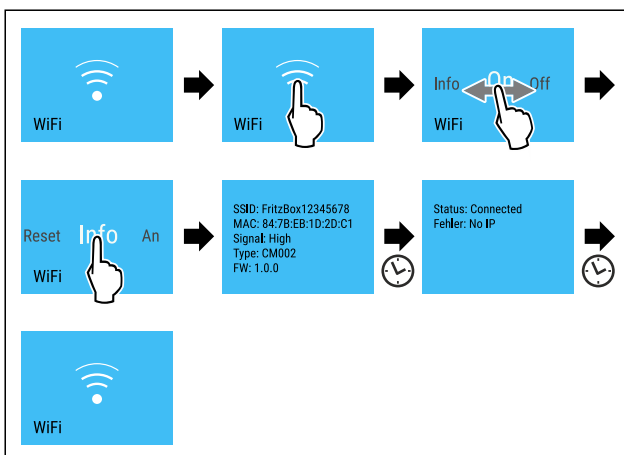 WiFi
WiFi
Info On Off
WiFi
Reset Info An
WiFi
SSID: FritzBox12345678
MAC: 84:7B:EB:1D:2D:C1
Signal: High
Type: CM002
FW: 1.0.0
Status: Connected
Fehler: No IP
WiFi